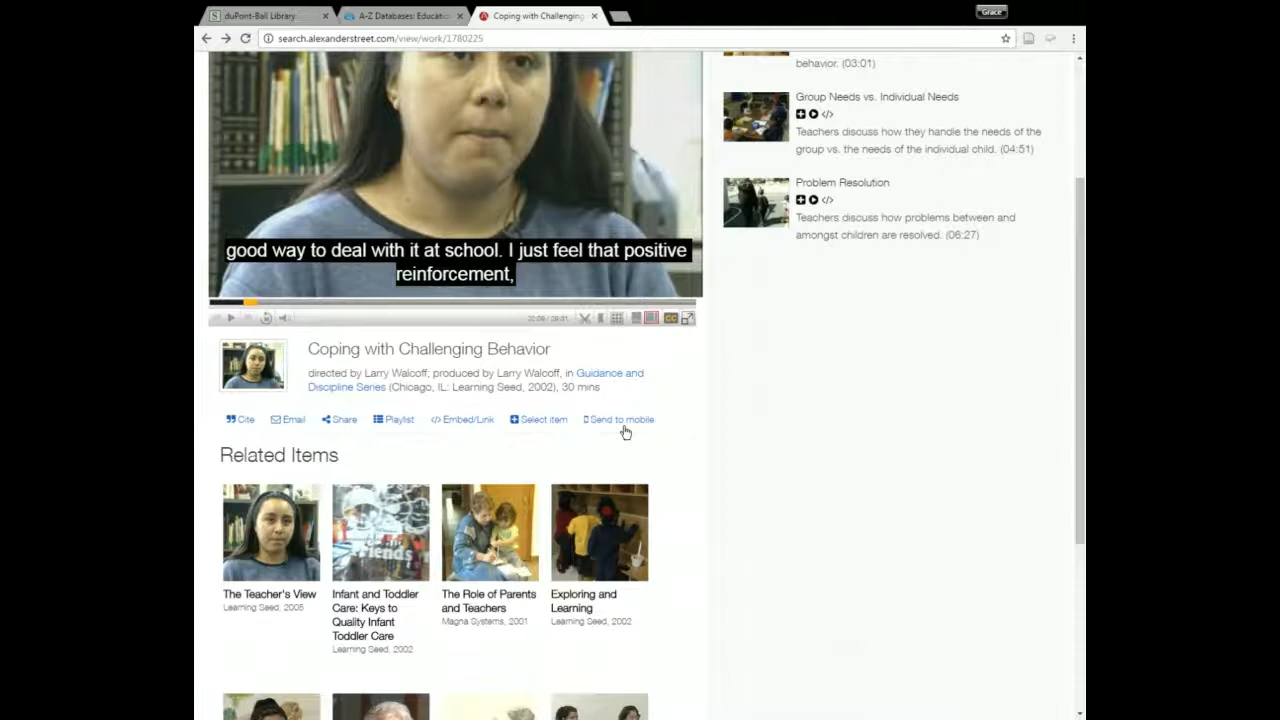 duPont-Ball Library
A-Z Databases: Educatio
Coping with Challenging
Grace
search.alexanderstreet.com/view/work/1780225
good way to deal with it at school. I just feel that positive
reinforcement,
behavior. (03:01)
Group Needs vs. Individual Needs
Teachers discuss how they handle the needs of the
group vs. the needs of the individual child. (04:51)
Problem Resolution
Teachers discuss how problems between and
amongst children are resolved. (06:27)
CC
Coping with Challenging Behavior
directed by Larry Walcoff; produced by Larry Walcoff, in Guidance and
Discipline Series (Chicago, IL: Learning Seed, 2002), 30 mins
Cite Email Share Playlist </> Embed/Link Select item Send to mobile
Related Items
The Teacher's View
Learning Seed, 2005
Infant and Toddler
Care: Keys to
Quality Infant
Toddler Care
Learning Seed, 2002
The Role of Parents
and Teachers
Magna Systems, 2001
Exploring and
Learning
Learning Seed, 2002